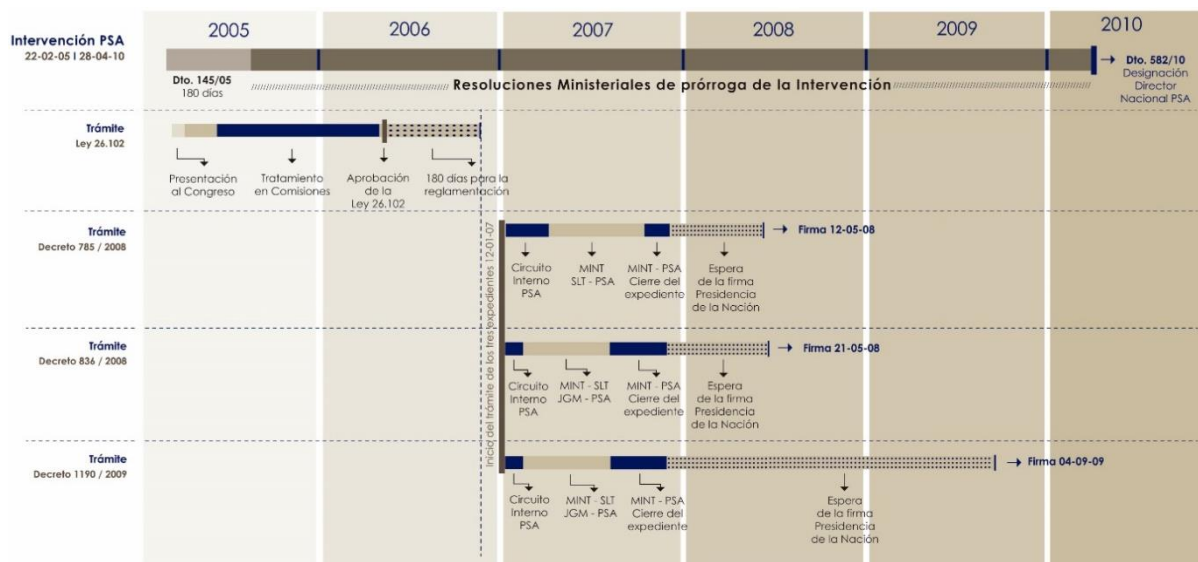 2005
2006
2007
2008
2009
2010
Intervención PSA
22-02-05 I 28-04-10
Dto. 145/05
180 días
Resoluciones Ministeriales de prórroga de la Intervención
Dto. 582/10
Designación
Director
Nacional PSA
Trámite
Ley 26.102
Presentación
al Congreso
Tratamiento
en Comisiones
Aprobación
de la
Ley 26.102
180 días para la
reglamentación
Inicio del trámite de los tres expedientes 12-01-07
Trámite
Decreto 785 / 2008
Firma 12-05-08
Circuito
Interno
PSA
MINT
SLT - PSA
MINT - PSA
Cierre del
expediente
Espera
de la firma
Presidencia
de la Nación
Trámite
Decreto 836 / 2008
Firma 21-05-08
Circuito
Interno
PSA
MINT - SLT
JGM - PSA
MINT - PSA
Cierre del
expediente
Espera
de la firma
Presidencia
de la Nación
Trámite
Decreto 1190 / 2009
Firma 04-09-09
Circuito
Interno
PSA
MINT - SLT
JGM - PSA
MINT - PSA
Cierre del
expediente
Espera
de la firma
Presidencia
de la Nación